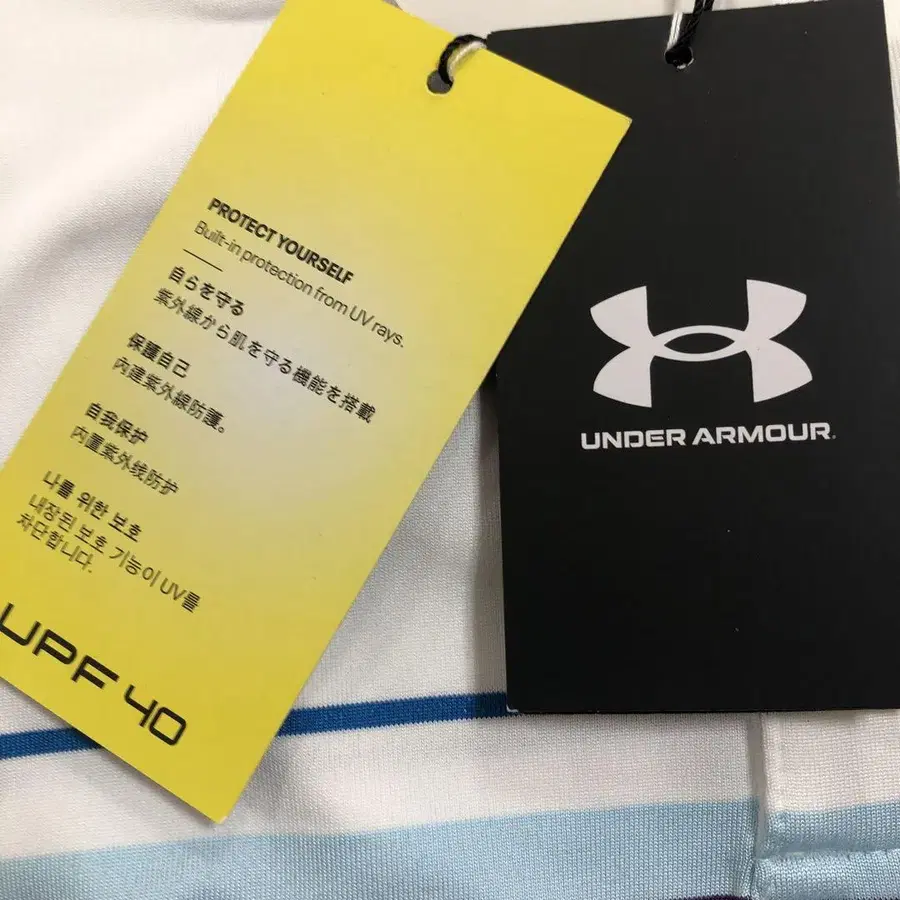 PROTECT YOURSELF
Built-in protection from UV rays.
自らを守る
紫外線から肌を守る機能を搭載
保護自己
内建紫外線防護。
自我保护
内置紫外线防护
나를 위한 보호
내장된 보호 기능이 UV를
차단합니다.
UPF 40
UNDER ARMOUR.